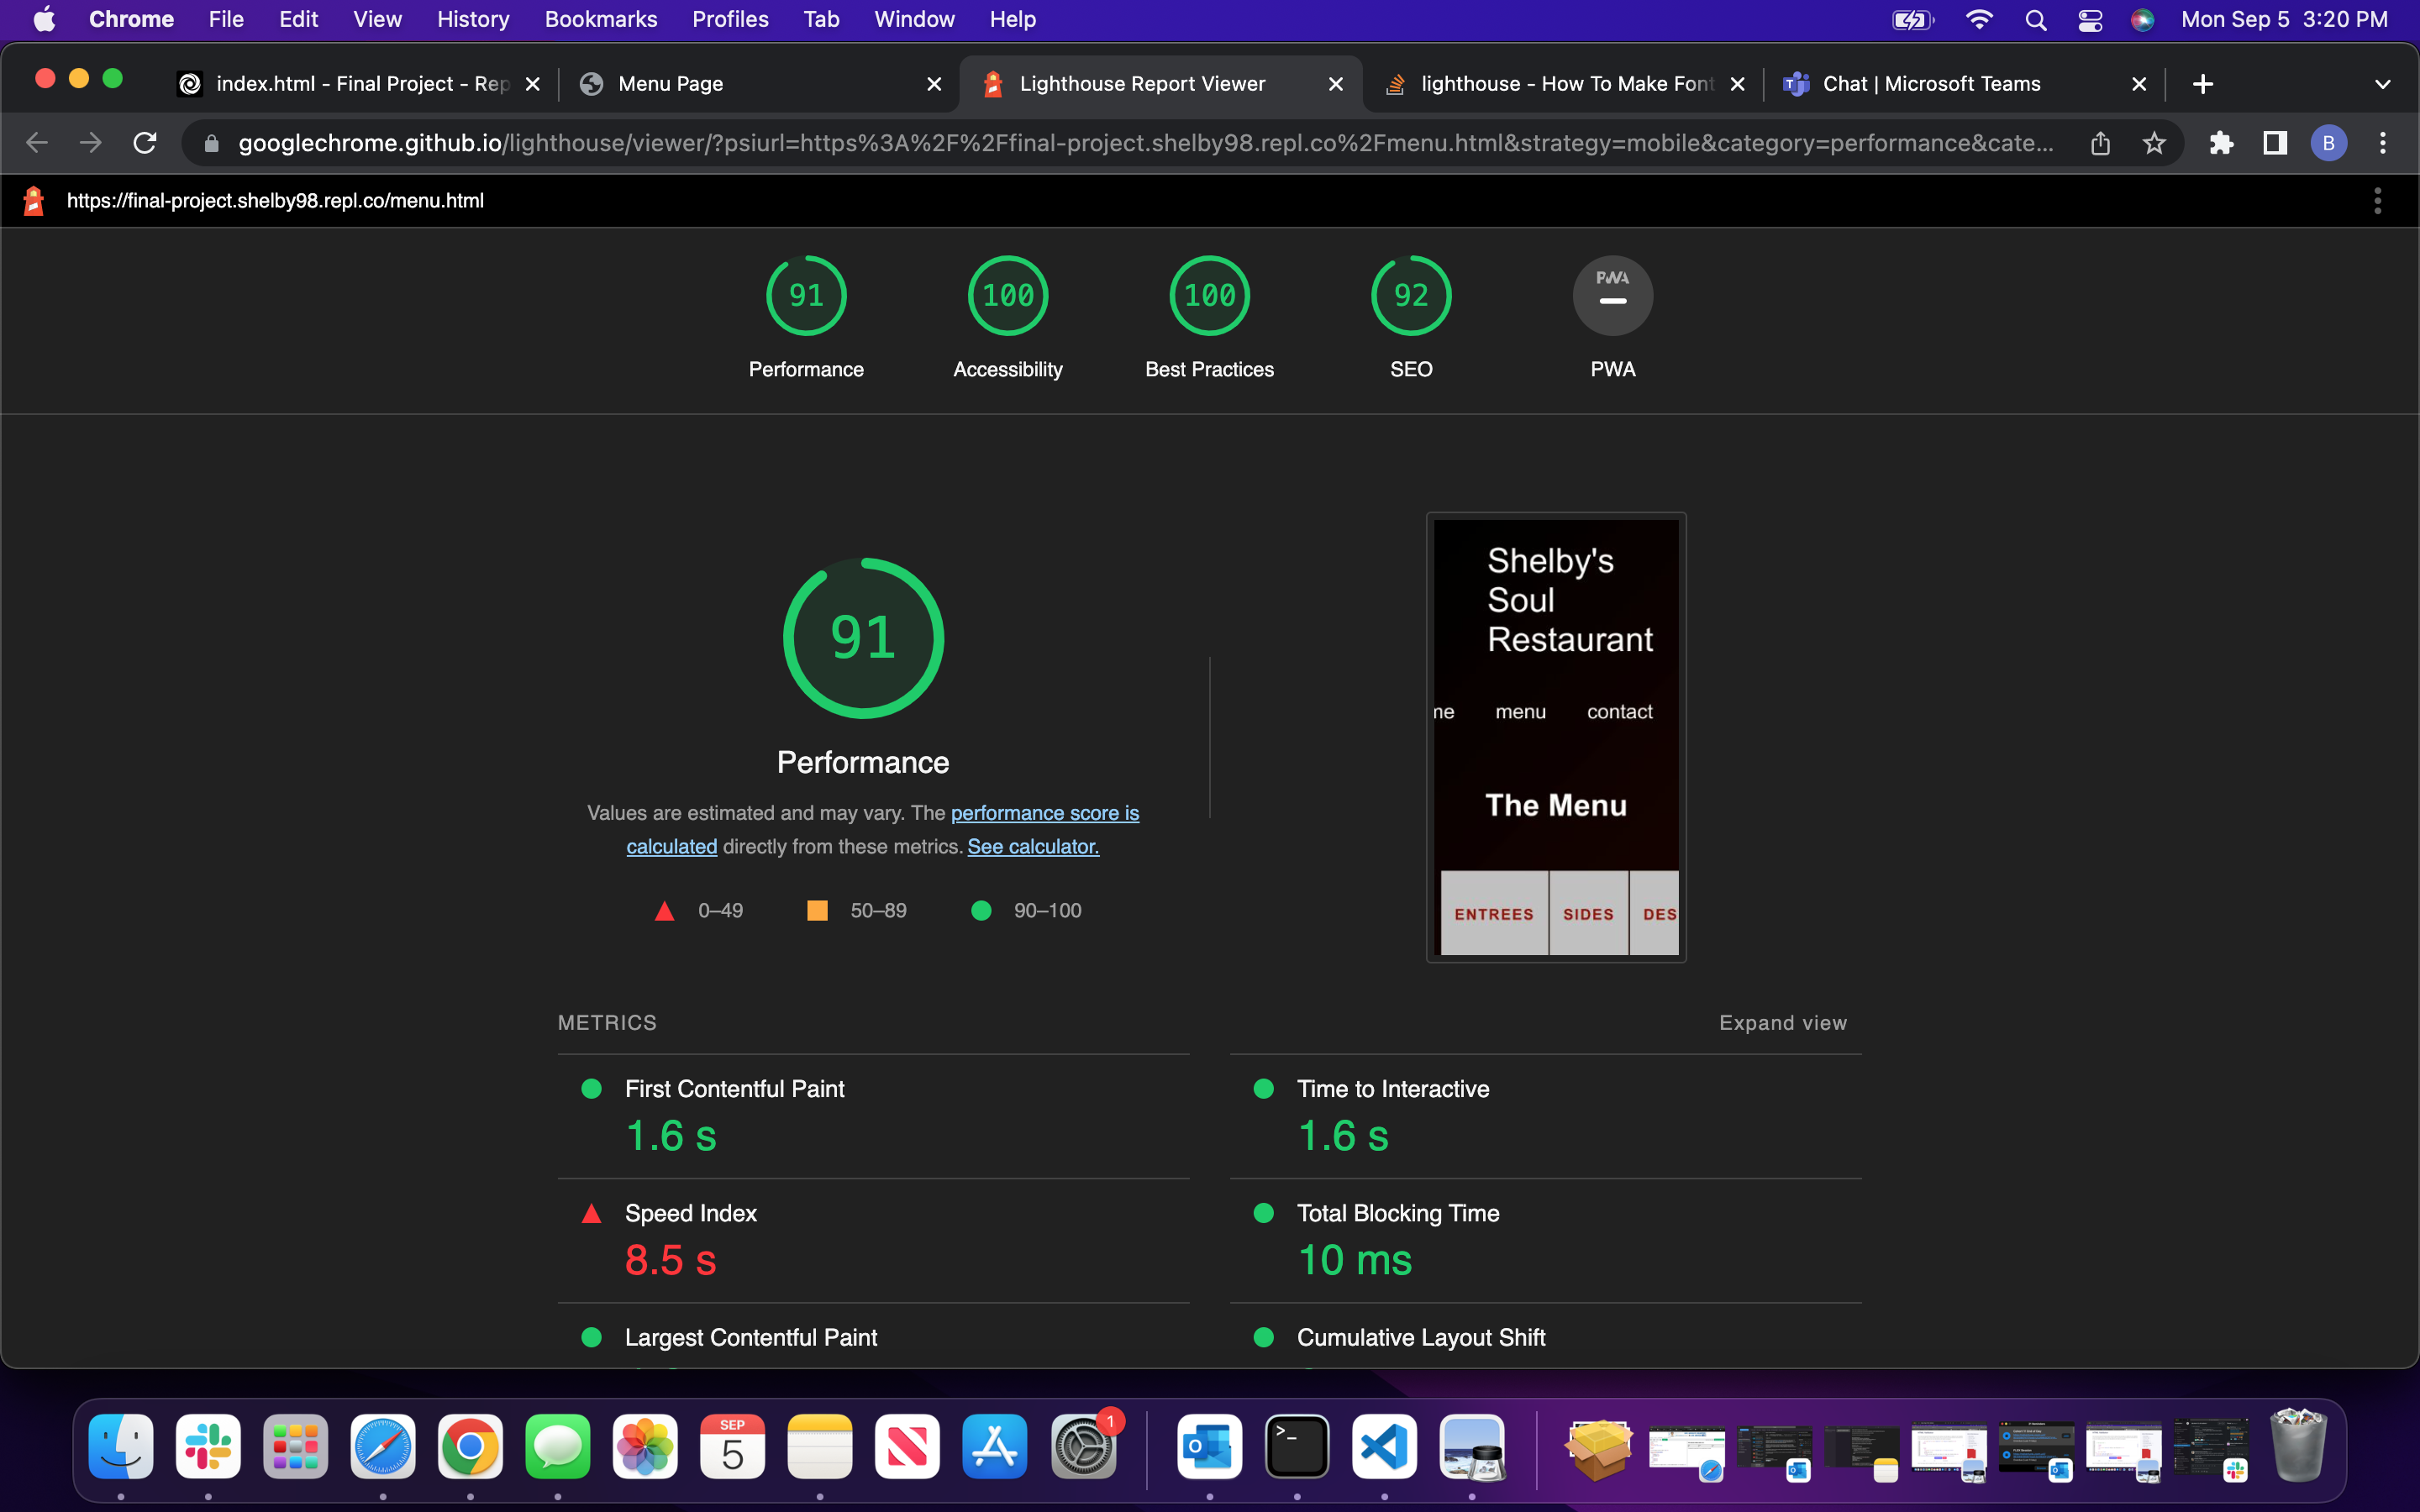 Chrome File Edit View History Bookmarks Profiles Tab Window Help Mon Sep 5 3:20 PM
index.html - Final Project - Rep Menu Page Lighthouse Report Viewer lighthouse - How To Make Font Chat | Microsoft Teams
googlechrome.github.io/lighthouse/viewer/?psiurl=https%3A%2F%2Ffinal-project.shelby98.repl.co%2Fmenu.html&strategy=mobile&category=performance&cate... B
https://final-project.shelby98.repl.co/menu.html
91 100 100 92 PWA
Performance Accessibility Best Practices SEO PWA
91
Performance
Values are estimated and may vary. The performance score is
calculated directly from these metrics. See calculator.
0–49 50–89 90–100
Shelby's
Soul
Restaurant
me menu contact
The Menu
ENTREES SIDES DES
METRICS Expand view
First Contentful Paint
1.6 s
Time to Interactive
1.6 s
Speed Index
8.5 s
Total Blocking Time
10 ms
Largest Contentful Paint
Cumulative Layout Shift
SEP
5
1